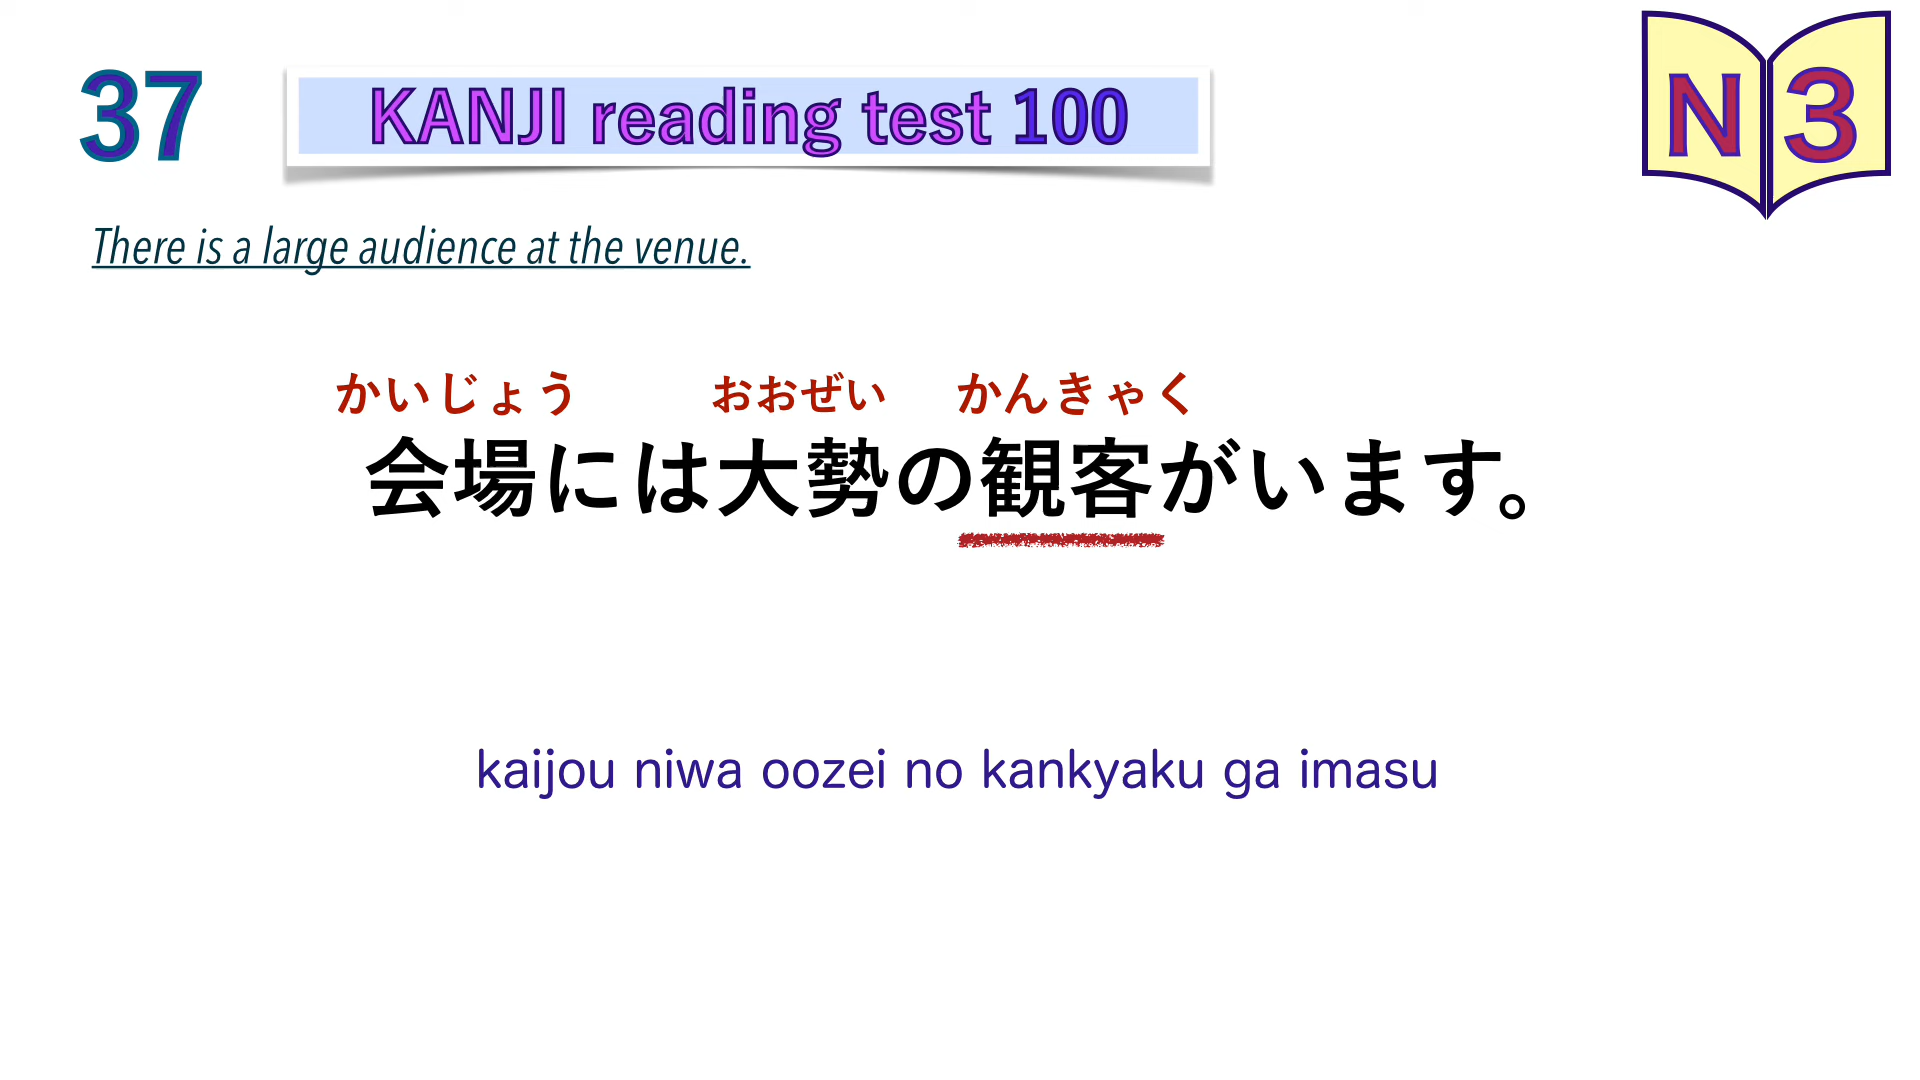 37
KANJI reading test 100
N 3
There is a large audience at the venue.
かいじょう おおぜい かんきゃく
会場には大勢の観客がいます。
kaijou niwa oozei no kankyaku ga imasu